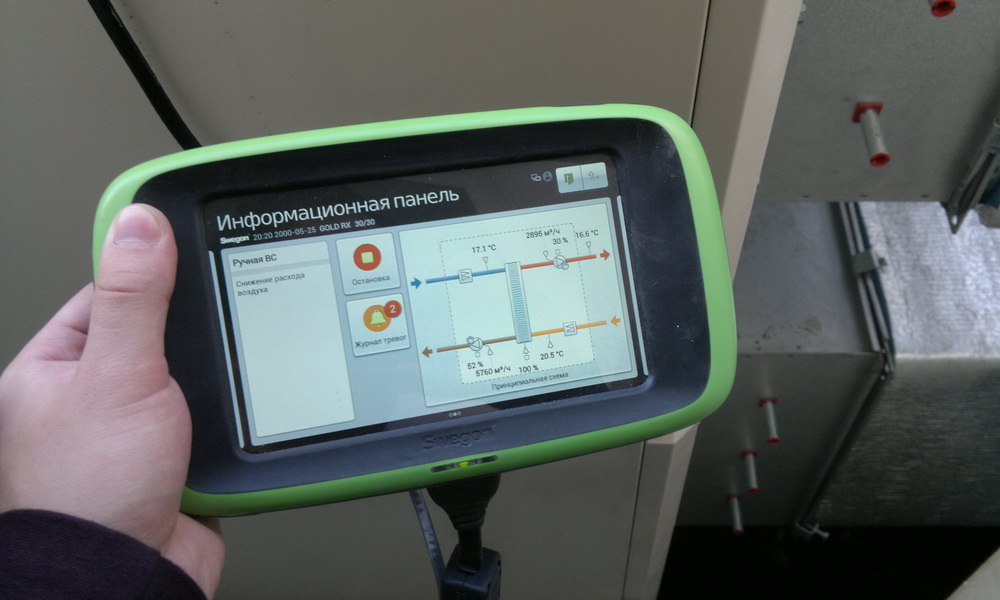 Информационная панель
Swegon 20:20 2000-05-25 GOLD RX 30/30
Ручная ВС
Снижение расхода
воздуха
Остановка
2
Журнал тревог
17.1 °C
2895 м³/ч
30 %
16.6 °C
52 %
5760 м³/ч
100 %
20.5 °C
Принципиальная схема
Swegon